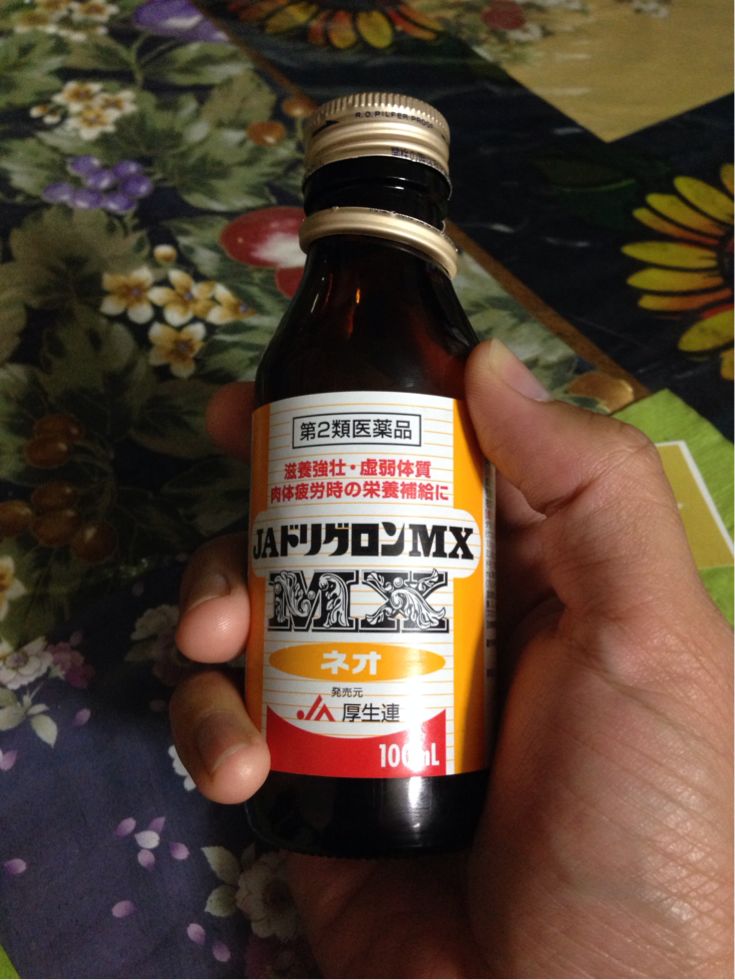 R.O.PILFER PROOF
第2類医薬品
滋養強壮・虚弱体質
肉体疲労時の栄養補給に
JAドリグロンMX
MX
ネオ
発売元
JA 厚生連
100mL